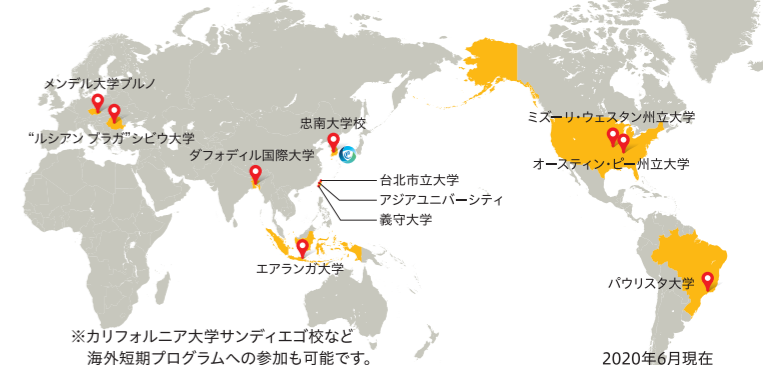 メンデル大学ブルノ
“ルシアン ブラガ”シビウ大学
忠南大学校
ダフォディル国際大学
台北市立大学
アジアユニバーシティ
義守大学
エアランガ大学
ミズーリ・ウェスタン州立大学
オースティン・ピー州立大学
パウリスタ大学
※カリフォルニア大学サンディエゴ校など
海外短期プログラムへの参加も可能です。
2020年6月現在